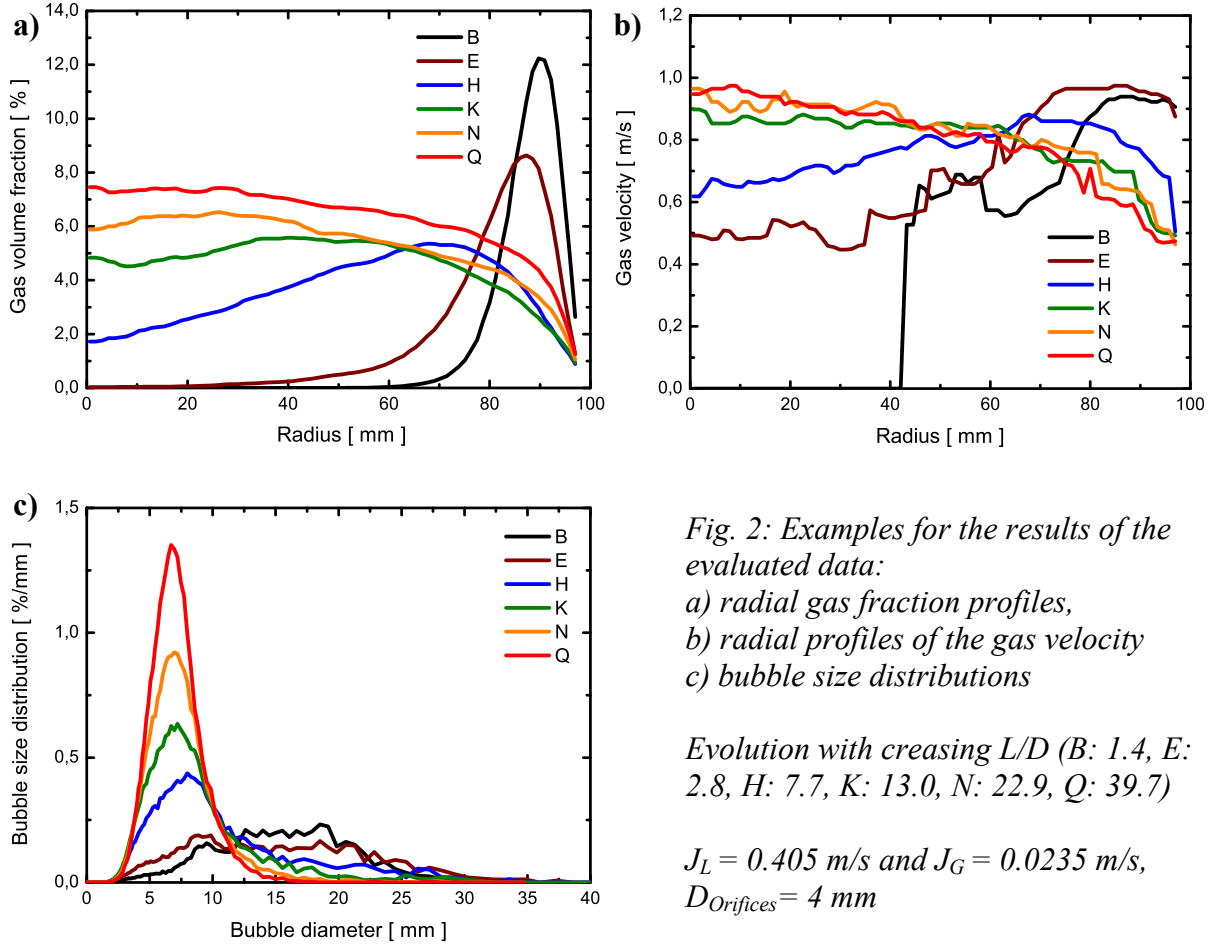 a)
14,0
12,0
10,0
8,0
6,0
4,0
2,0
0,0
Gas volume fraction [ % ]
B
E
H
K
N
Q
0
20
40
60
80
100
Radius [ mm ]
b)
1,2
1,0
0,8
0,6
0,4
0,2
0,0
Gas velocity [ m/s ]
B
E
H
K
N
Q
0
20
40
60
80
100
Radius [ mm ]
c)
1,5
1,0
0,5
0,0
Bubble size distribution [ %/mm ]
B
E
H
K
N
Q
0
5
10
15
20
25
30
35
40
Bubble diameter [ mm ]
Fig. 2: Examples for the results of the
evaluated data:
a) radial gas fraction profiles,
b) radial profiles of the gas velocity
c) bubble size distributions
Evolution with creasing L/D (B: 1.4, E:
2.8, H: 7.7, K: 13.0, N: 22.9, Q: 39.7)
J_L = 0.405 m/s and J_G = 0.0235 m/s,
D_Orifices = 4 mm